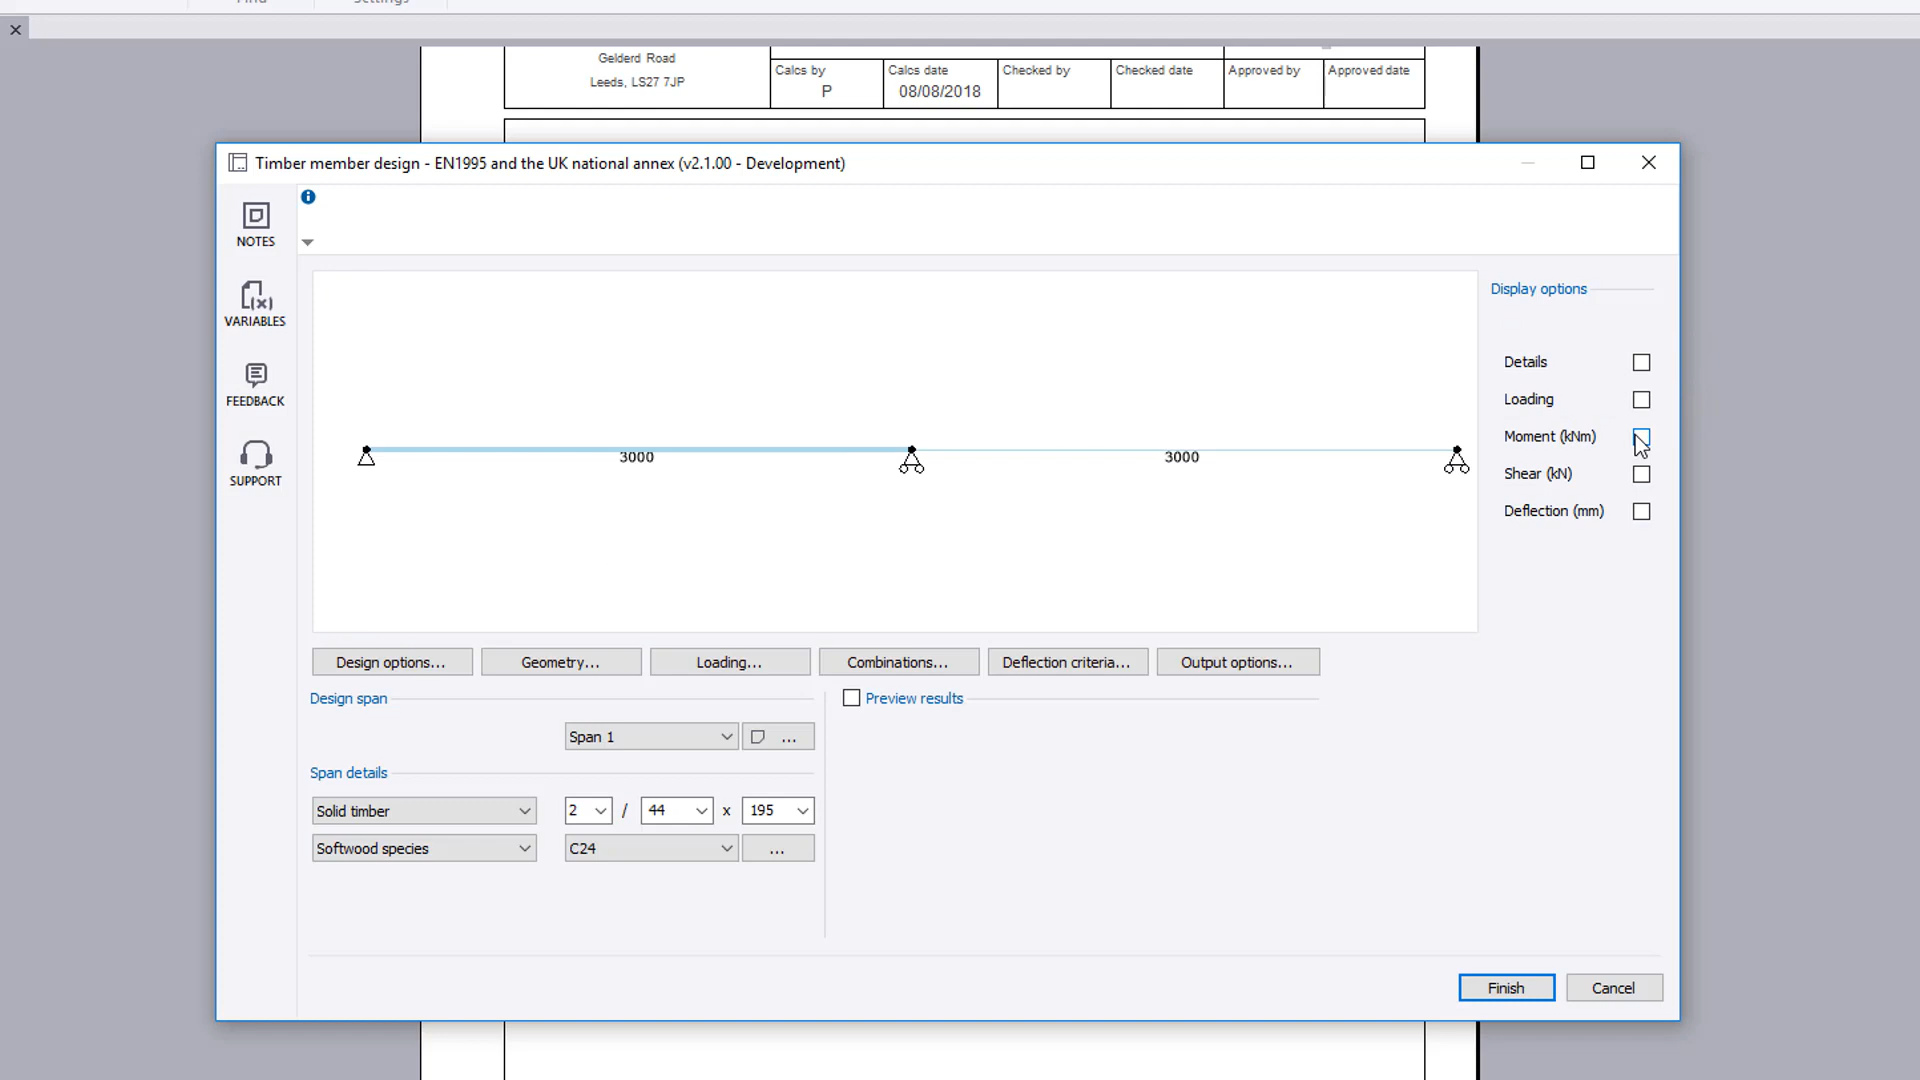 Find
Settings
Gelderd Road
Leeds, LS27 7JP
Calcs by
P
Calcs date
08/08/2018
Checked by
Checked date
Approved by
Approved date
Timber member design - EN1995 and the UK national annex (v2.1.00 - Development)
NOTES
VARIABLES
FEEDBACK
SUPPORT
3000
3000
Display options
Details
Loading
Moment (kNm)
Shear (kN)
Deflection (mm)
Design options...
Geometry...
Loading...
Combinations...
Deflection criteria...
Output options...
Design span
Span 1
...
Span details
Solid timber
2 / 44 x 195
Softwood species
C24
...
Preview results
Finish
Cancel